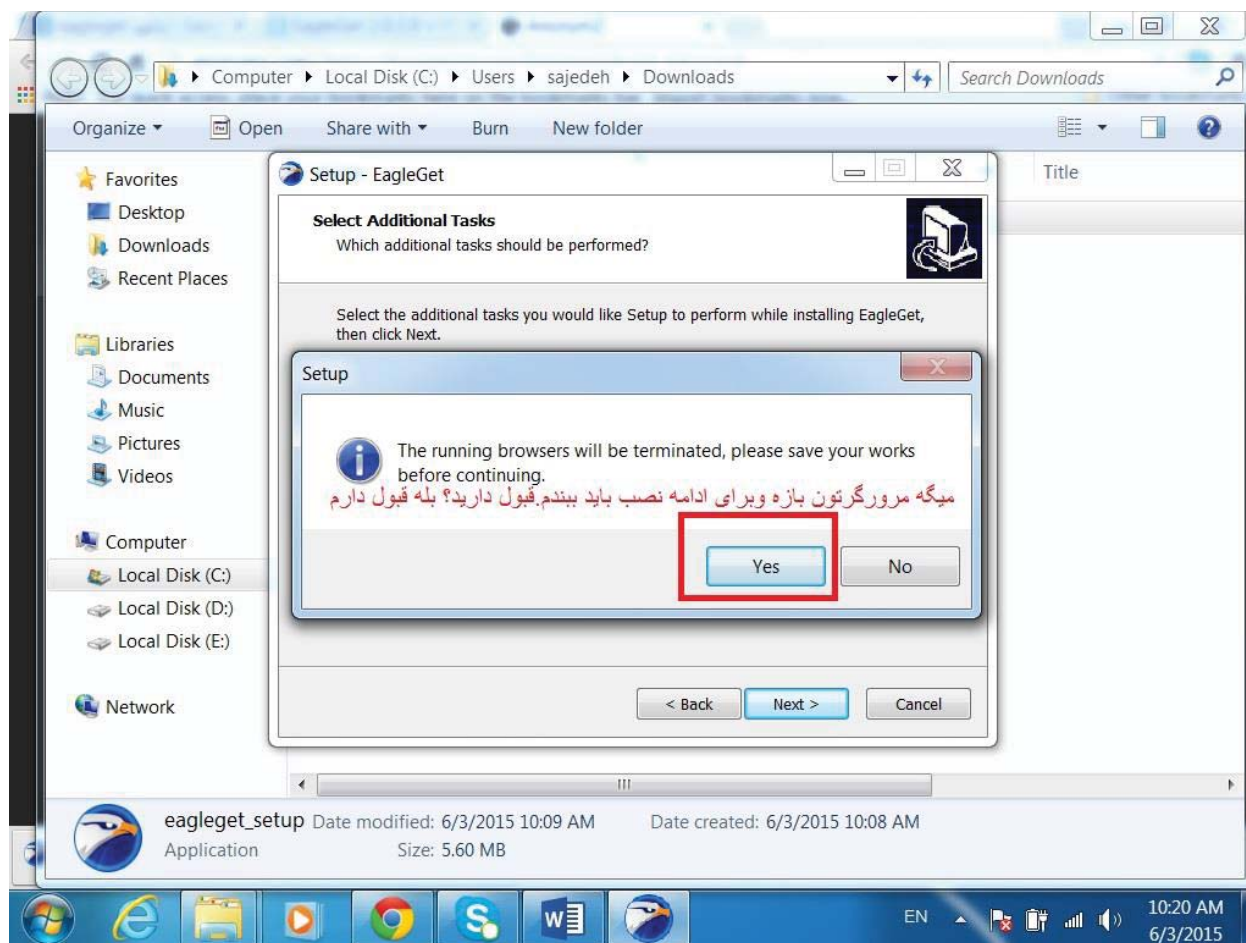 Computer ▸ Local Disk (C:) ▸ Users ▸ sajedeh ▸ Downloads
Search Downloads
Organize
Open
Share with
Burn
New folder
Favorites
Desktop
Downloads
Recent Places
Libraries
Documents
Music
Pictures
Videos
Computer
Local Disk (C:)
Local Disk (D:)
Local Disk (E:)
Network
Title
Setup - EagleGet
Select Additional Tasks
Which additional tasks should be performed?
Select the additional tasks you would like Setup to perform while installing EagleGet,
then click Next.
Setup
The running browsers will be terminated, please save your works
before continuing.
میگه مرورگرتون بازه وبرای ادامه نصب باید ببندم.قبول دارید؟ بله قبول دارم
Yes
No
< Back
Next >
Cancel
eagleget_setup Date modified: 6/3/2015 10:09 AM Date created: 6/3/2015 10:08 AM
Application Size: 5.60 MB
EN
10:20 AM
6/3/2015